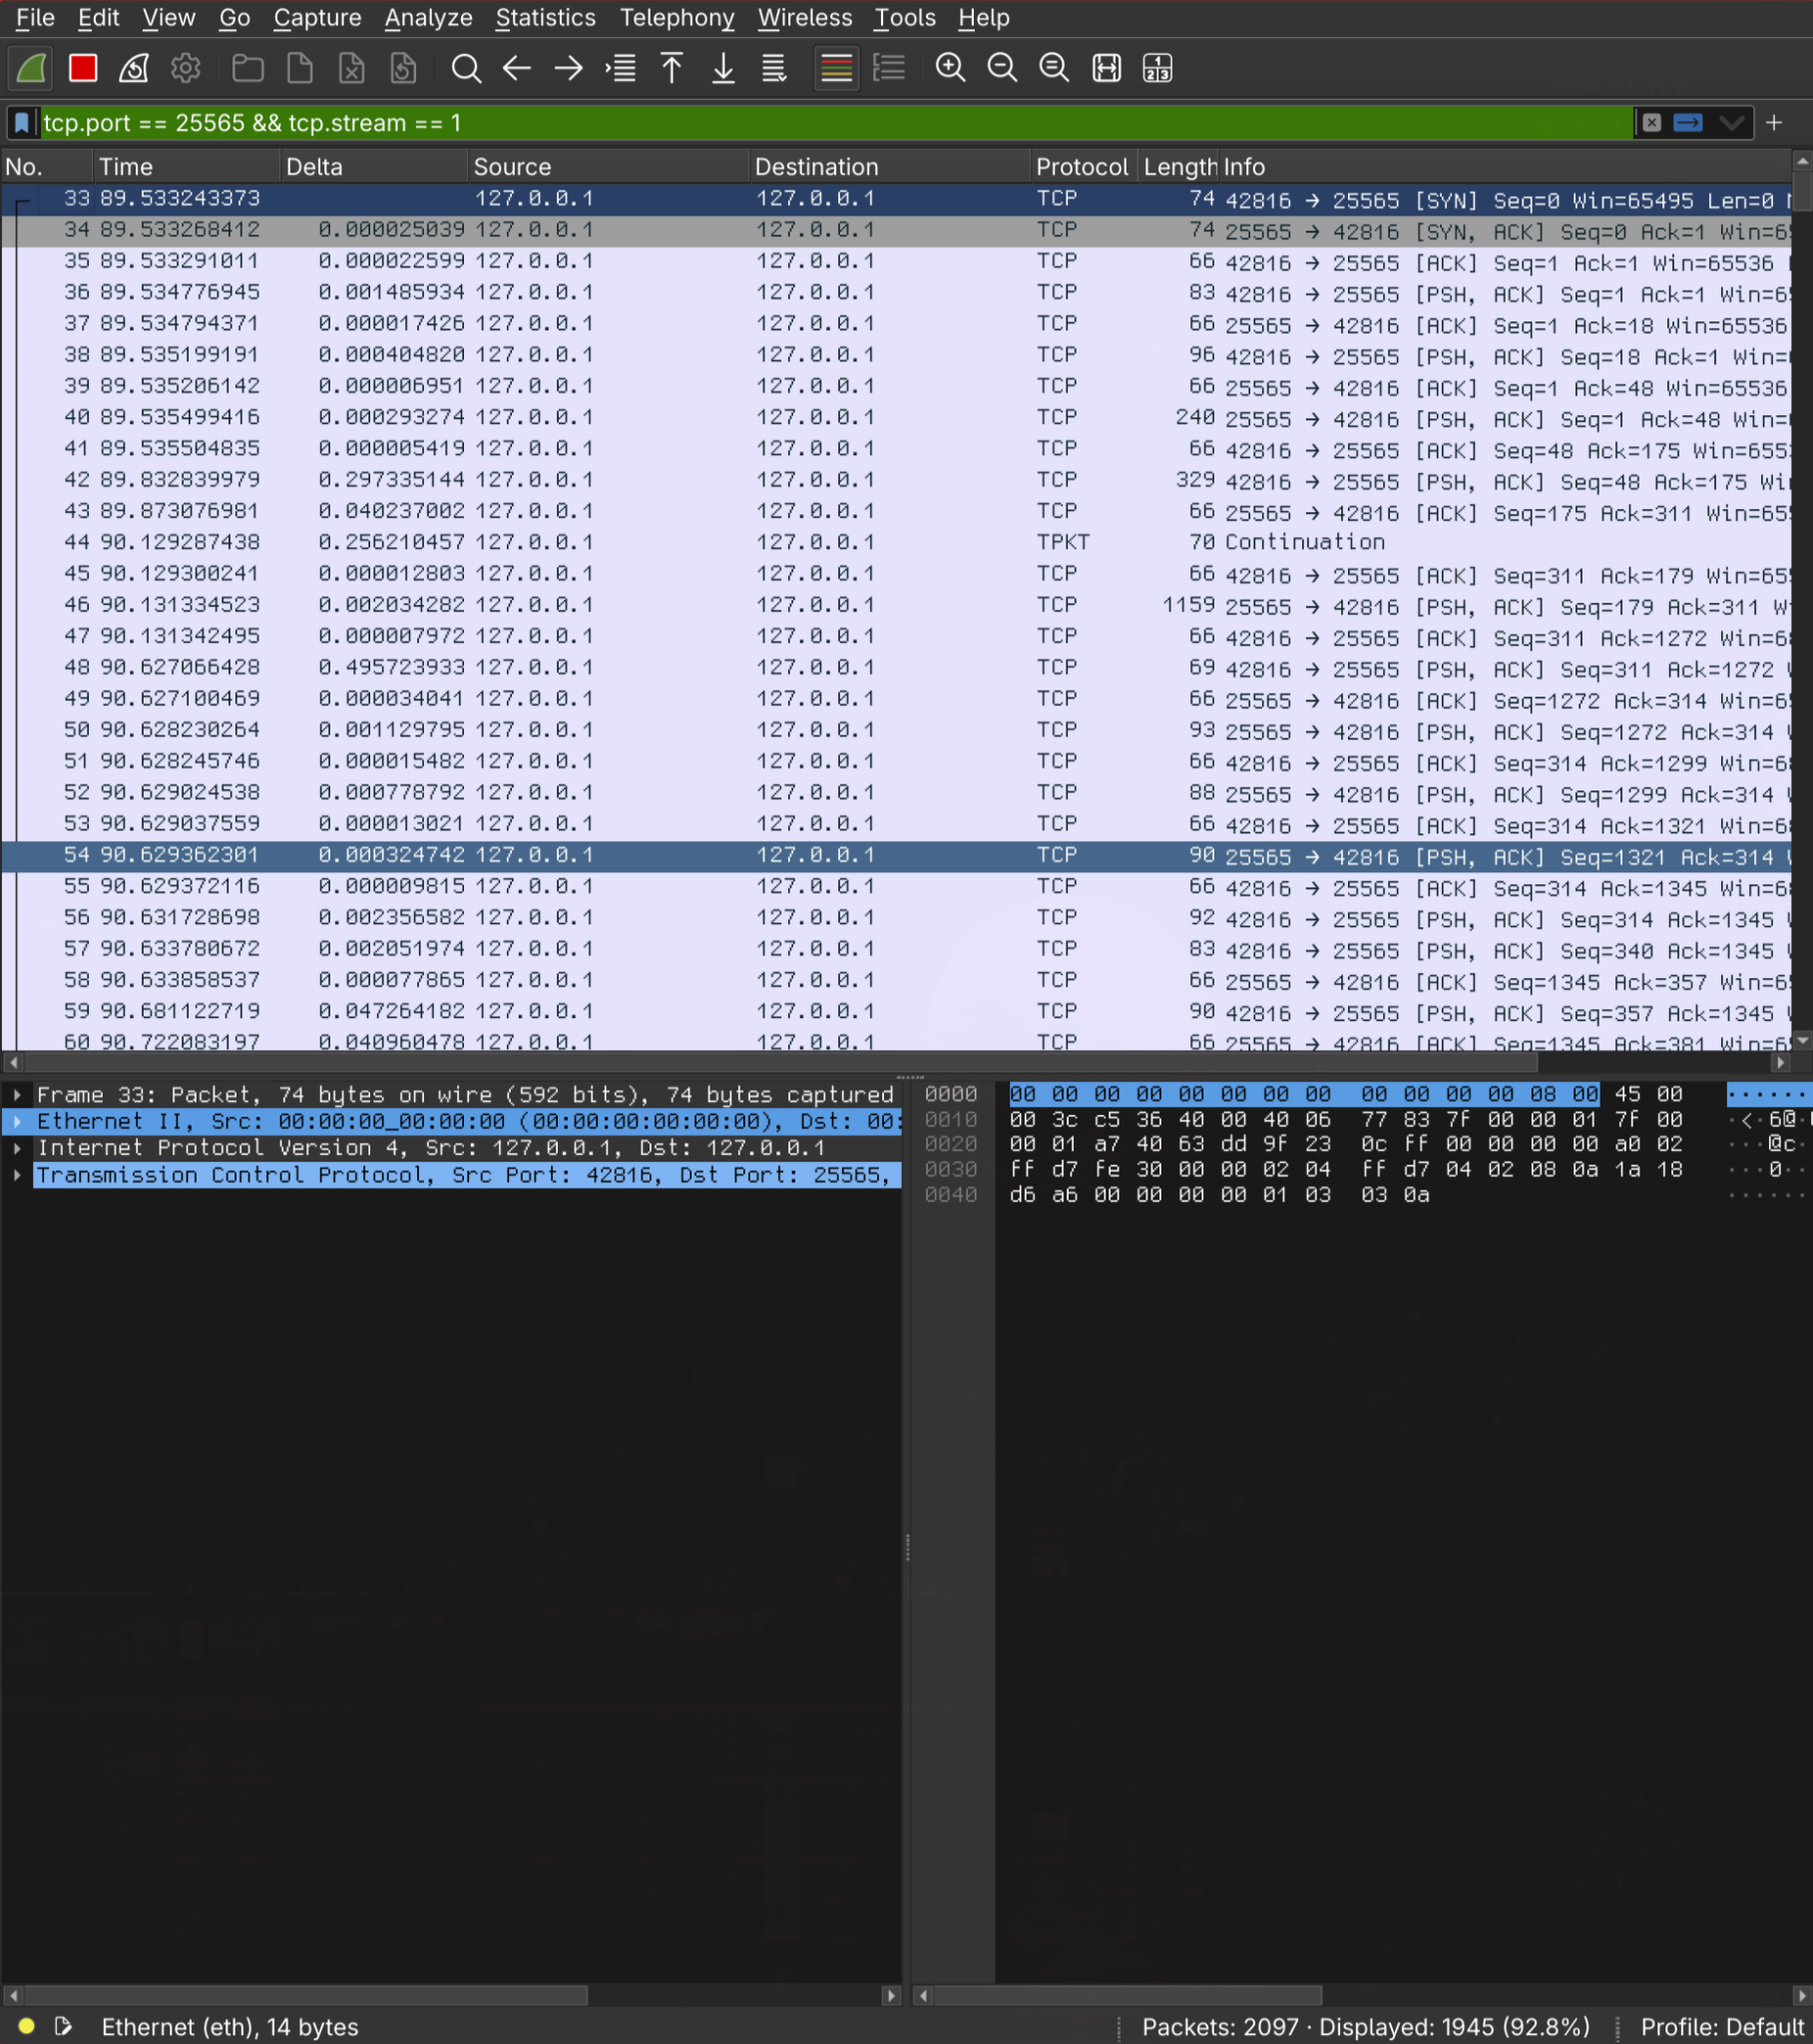 File Edit View Go Capture Analyze Statistics Telephony Wireless Tools Help
tcp.port == 25565 && tcp.stream == 1
No. Time Delta Source Destination Protocol Length Info
33 89.533243373 127.0.0.1 127.0.0.1 TCP 74 42816 → 25565 [SYN] Seq=0 Win=65495 Len=0
34 89.533268412 0.000025039 127.0.0.1 127.0.0.1 TCP 74 25565 → 42816 [SYN, ACK] Seq=0 Ack=1 Win=6
35 89.533291011 0.000022599 127.0.0.1 127.0.0.1 TCP 66 42816 → 25565 [ACK] Seq=1 Ack=1 Win=65536
36 89.534776945 0.001485934 127.0.0.1 127.0.0.1 TCP 83 42816 → 25565 [PSH, ACK] Seq=1 Ack=1 Win=6
37 89.534794371 0.000017426 127.0.0.1 127.0.0.1 TCP 66 25565 → 42816 [ACK] Seq=1 Ack=18 Win=65536
38 89.535199191 0.000404820 127.0.0.1 127.0.0.1 TCP 96 42816 → 25565 [PSH, ACK] Seq=18 Ack=1 Win=
39 89.535206142 0.000006951 127.0.0.1 127.0.0.1 TCP 66 25565 → 42816 [ACK] Seq=1 Ack=48 Win=65536
40 89.535499416 0.000293274 127.0.0.1 127.0.0.1 TCP 240 25565 → 42816 [PSH, ACK] Seq=1 Ack=48 Win=
41 89.535504835 0.000005419 127.0.0.1 127.0.0.1 TCP 66 42816 → 25565 [ACK] Seq=48 Ack=175 Win=655
42 89.832839979 0.297335144 127.0.0.1 127.0.0.1 TCP 329 42816 → 25565 [PSH, ACK] Seq=48 Ack=175 Wi
43 89.873076981 0.040237002 127.0.0.1 127.0.0.1 TCP 66 25565 → 42816 [ACK] Seq=175 Ack=311 Win=65
44 90.129287438 0.256210457 127.0.0.1 127.0.0.1 TPKT 70 Continuation
45 90.129300241 0.000012803 127.0.0.1 127.0.0.1 TCP 66 42816 → 25565 [ACK] Seq=311 Ack=179 Win=65
46 90.131334523 0.002034282 127.0.0.1 127.0.0.1 TCP 1159 25565 → 42816 [PSH, ACK] Seq=179 Ack=311 W
47 90.131342495 0.000007972 127.0.0.1 127.0.0.1 TCP 66 42816 → 25565 [ACK] Seq=311 Ack=1272 Win=6
48 90.627066428 0.495723933 127.0.0.1 127.0.0.1 TCP 69 42816 → 25565 [PSH, ACK] Seq=311 Ack=1272
49 90.627100469 0.000034041 127.0.0.1 127.0.0.1 TCP 66 25565 → 42816 [ACK] Seq=1272 Ack=314 Win=6
50 90.628230264 0.001129795 127.0.0.1 127.0.0.1 TCP 93 25565 → 42816 [PSH, ACK] Seq=1272 Ack=314
51 90.628245746 0.000015482 127.0.0.1 127.0.0.1 TCP 66 42816 → 25565 [ACK] Seq=314 Ack=1299 Win=6
52 90.629024538 0.000778792 127.0.0.1 127.0.0.1 TCP 88 25565 → 42816 [PSH, ACK] Seq=1299 Ack=314
53 90.629037559 0.000013021 127.0.0.1 127.0.0.1 TCP 66 42816 → 25565 [ACK] Seq=314 Ack=1321 Win=6
54 90.629362301 0.000324742 127.0.0.1 127.0.0.1 TCP 90 25565 → 42816 [PSH, ACK] Seq=1321 Ack=314
55 90.629372116 0.000009815 127.0.0.1 127.0.0.1 TCP 66 42816 → 25565 [ACK] Seq=314 Ack=1345 Win=6
56 90.631728698 0.002356582 127.0.0.1 127.0.0.1 TCP 92 42816 → 25565 [PSH, ACK] Seq=314 Ack=1345
57 90.633780672 0.002051974 127.0.0.1 127.0.0.1 TCP 83 42816 → 25565 [PSH, ACK] Seq=340 Ack=1345
58 90.633858537 0.000077865 127.0.0.1 127.0.0.1 TCP 66 25565 → 42816 [ACK] Seq=1345 Ack=357 Win=6
59 90.681122719 0.047264182 127.0.0.1 127.0.0.1 TCP 90 42816 → 25565 [PSH, ACK] Seq=357 Ack=1345
60 90.722083197 0.040960478 127.0.0.1 127.0.0.1 TCP 66 25565 → 42816 [ACK] Seq=1345 Ack=381 Win=6
Frame 33: Packet, 74 bytes on wire (592 bits), 74 bytes captured
Ethernet II, Src: 00:00:00_00:00:00 (00:00:00:00:00:00), Dst: 00:
Internet Protocol Version 4, Src: 127.0.0.1, Dst: 127.0.0.1
Transmission Control Protocol, Src Port: 42816, Dst Port: 25565,
0000 00 00 00 00 00 00 00 00 00 00 00 00 08 00 45 00 ······
0010 00 3c c5 36 40 00 40 06 77 83 7f 00 00 01 7f 00 ·<·6@·
0020 00 01 a7 40 63 dd 9f 23 0c ff 00 00 00 00 a0 02 ···@c·
0030 ff d7 fe 30 00 00 02 04 ff d7 04 02 08 0a 1a 18 ···0··
0040 d6 a6 00 00 00 00 01 03 03 0a ······
Ethernet (eth), 14 bytes
Packets: 2097 · Displayed: 1945 (92.8%)
Profile: Default